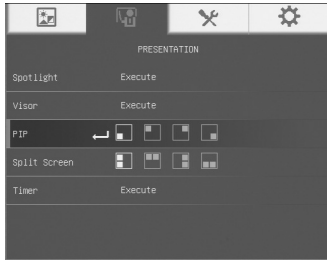 PRESENTATION
Spotlight Execute
Visor Execute
PIP
Split Screen
Timer Execute